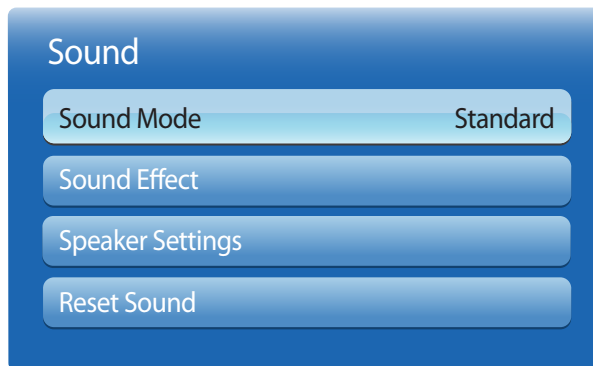 Sound
Sound Mode Standard
Sound Effect
Speaker Settings
Reset Sound